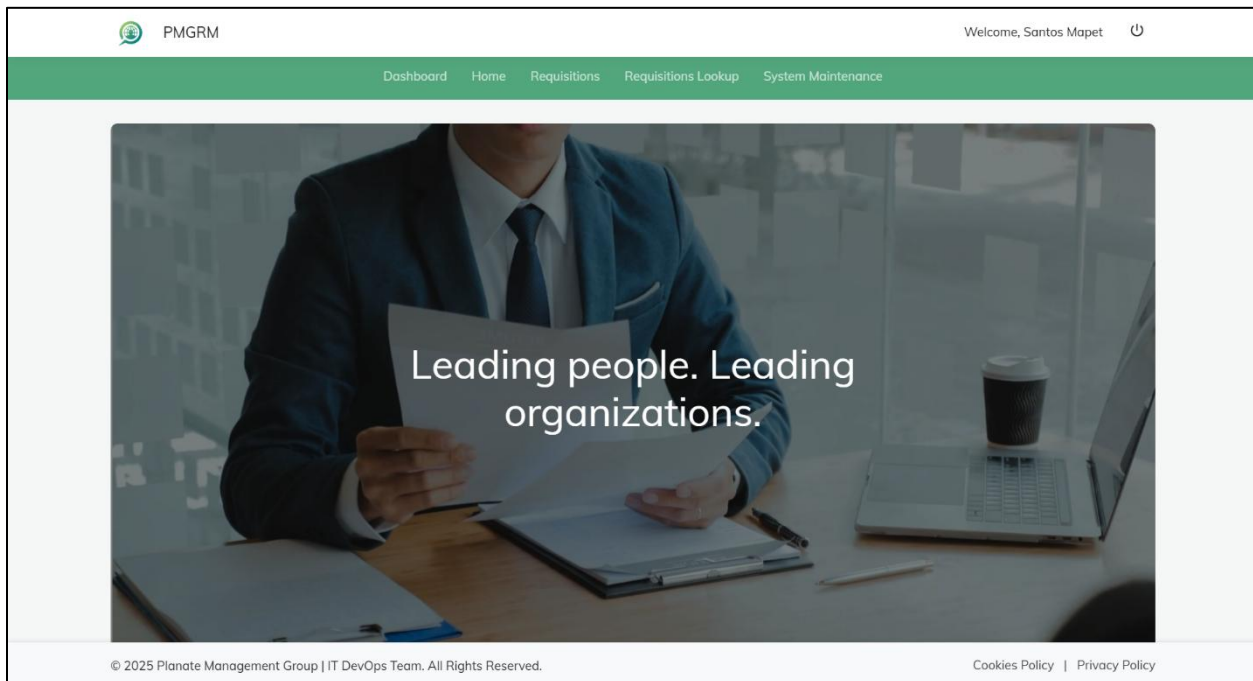 PMGRM
Welcome, Santos Mapet
Dashboard Home Requisitions Requisitions Lookup System Maintenance
Leading people. Leading
organizations.
© 2025 Planate Management Group | IT DevOps Team. All Rights Reserved.
Cookies Policy | Privacy Policy